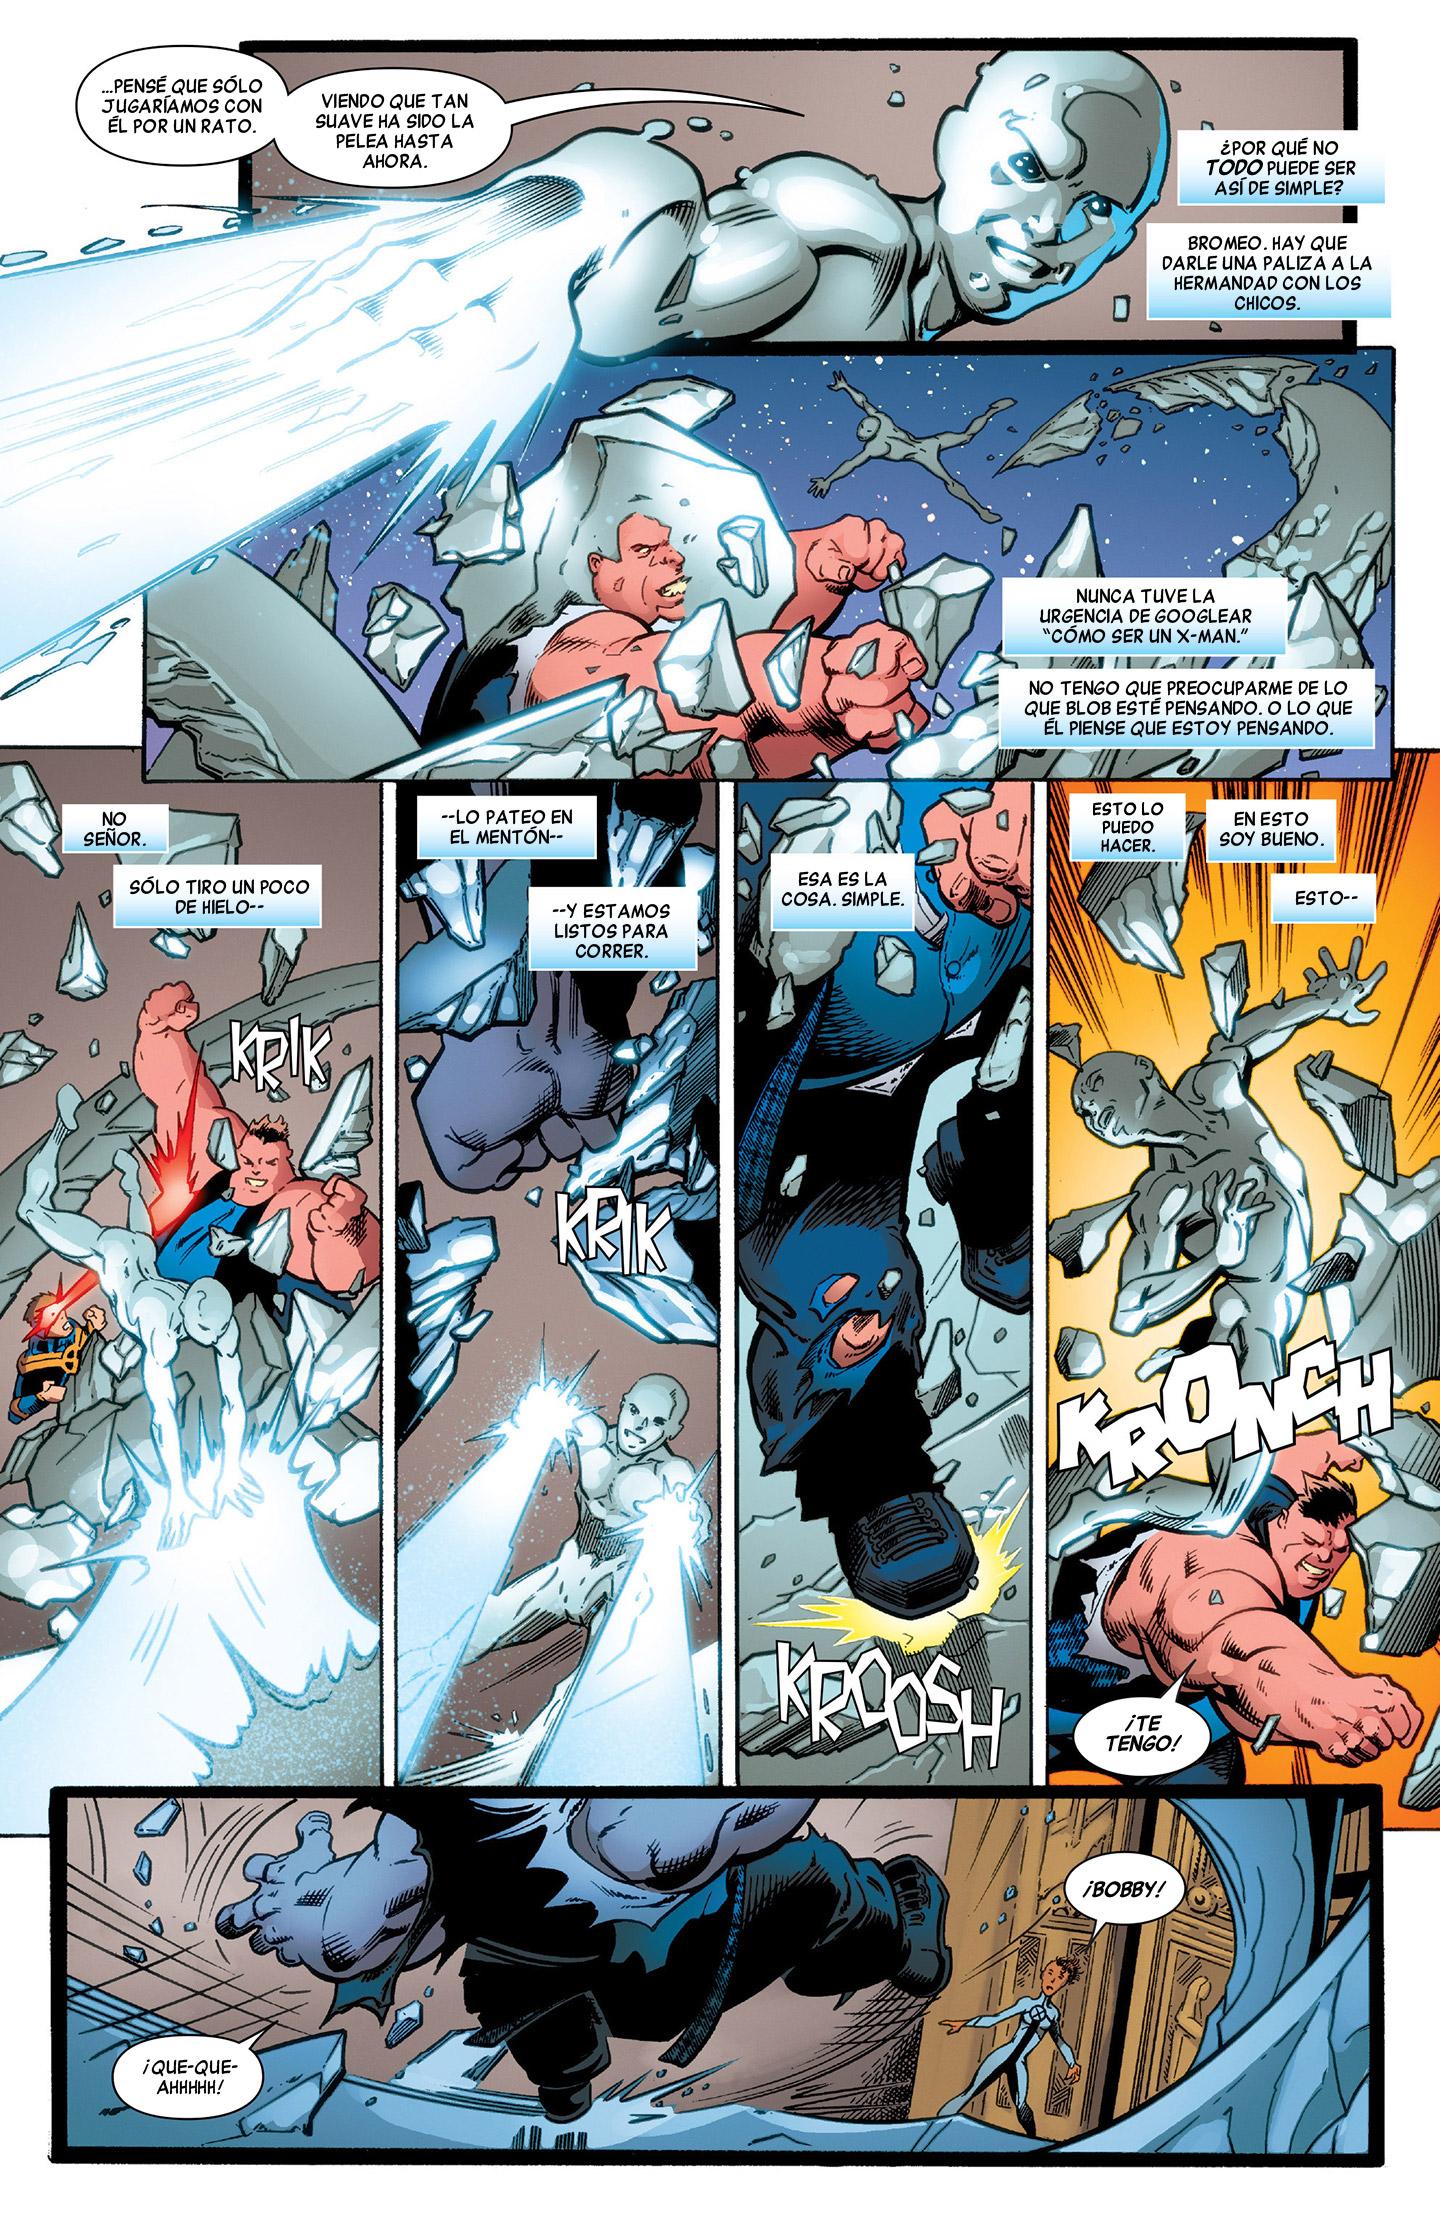 ...PENSÉ QUE SÓLO
JUGARÍAMOS CON
ÉL POR UN RATO.
VIENDO QUE TAN
SUAVE HA SIDO LA
PELEA HASTA
AHORA.
¿POR QUÉ NO
TODO PUEDE SER
ASÍ DE SIMPLE?
BROMEO. HAY QUE
DARLE UNA PALIZA A LA
HERMANDAD CON LOS
CHICOS.
NUNCA TUVE LA
URGENCIA DE GOOGLEAR
"CÓMO SER UN X-MAN."
NO TENGO QUE PREOCUPARME DE LO
QUE BLOB ESTÉ PENSANDO. O LO QUE
ÉL PIENSE QUE ESTOY PENSANDO.
NO
SEÑOR.
SÓLO TIRO UN POCO
DE HIELO--
KRIK
--LO PATEO EN
EL MENTÓN--
--Y ESTAMOS
LISTOS PARA
CORRER.
KRIK
ESA ES LA
COSA. SIMPLE.
KROOSH
ESTO LO
PUEDO
HACER.
EN ESTO
SOY BUENO.
ESTO--
KRONCH
¡TE
TENGO!
¡QUE-QUE-
AHHHHH!
¡BOBBY!